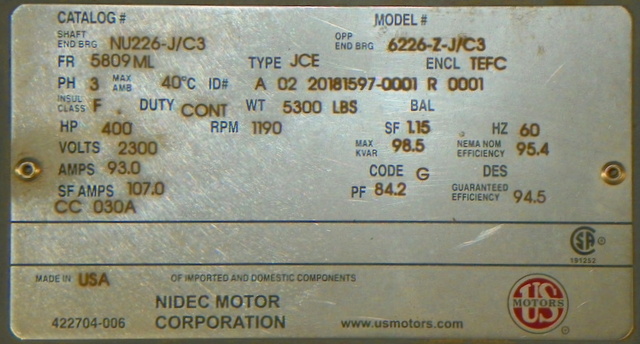 CATALOG # MODEL #
SHAFT END BRG NU226-J/C3 OPP END BRG 6226-Z-J/C3
FR 5809ML TYPE JCE ENCL TEFC
PH 3 MAX AMB 40°C ID# A 02 20181597-0001 R 0001
INSUL CLASS F DUTY CONT WT 5300 LBS BAL
HP 400 RPM 1190 SF 1.15 HZ 60
VOLTS 2300 MAX KVAR 98.5 NEMA NOM EFFICIENCY 95.4
AMPS 93.0 CODE G DES
SF AMPS 107.0 PF 84.2 GUARANTEED EFFICIENCY 94.5
CC 030A
SA ®
191252
MADE IN USA OF IMPORTED AND DOMESTIC COMPONENTS
NIDEC MOTOR
422704-006 CORPORATION www.usmotors.com
US MOTORS ®